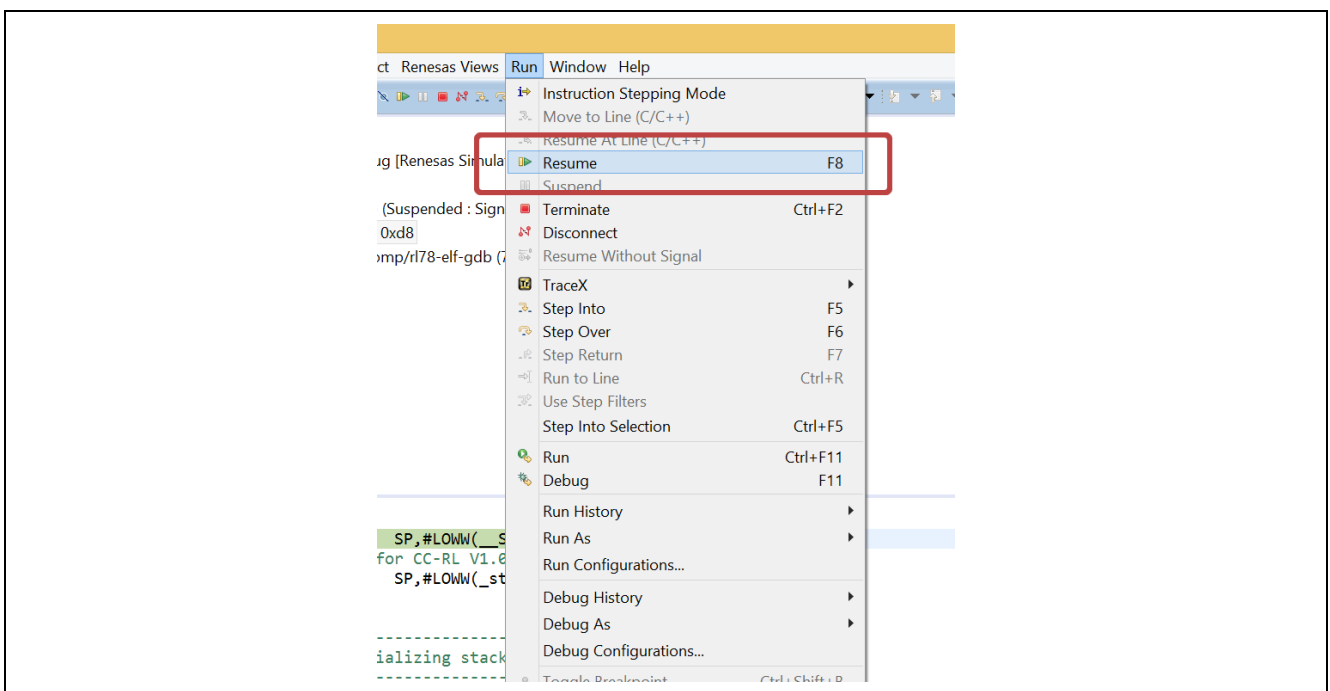 ct Renesas Views Run Window Help
Instruction Stepping Mode
Move to Line (C/C++)
Resume At Line (C/C++)
ug [Renesas Simula
Resume F8
Suspend
(Suspended : Sign
Terminate Ctrl+F2
0xd8
Disconnect
omp/rl78-elf-gdb (7
Resume Without Signal
TraceX
Step Into F5
Step Over F6
Step Return F7
Run to Line Ctrl+R
Use Step Filters
Step Into Selection Ctrl+F5
Run Ctrl+F11
Debug F11
Run History
SP,#LOWW(__S
Run As
for CC-RL V1.0
Run Configurations...
SP,#LOWW(_st
Debug History
Debug As
---------------
Debug Configurations...
ializing stack
---------------
Toggle Breakpoint Ctrl+Shift+B